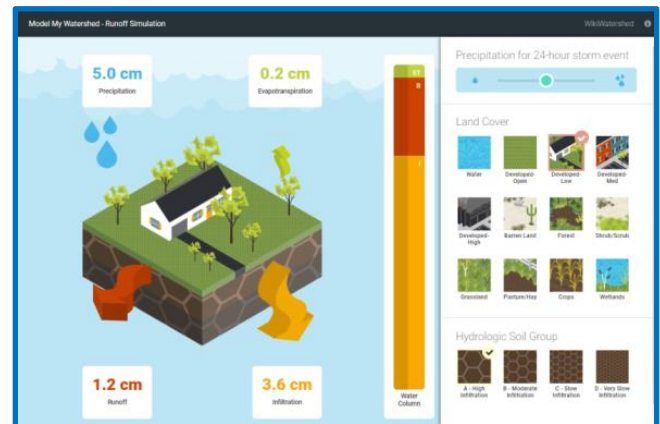 Model My Watershed - Runoff Simulation
WikiWatershed
5.0 cm
Precipitation
0.2 cm
Evapotranspiration
ET
R
I
1.2 cm
Runoff
3.6 cm
Infiltration
Water
Column
Precipitation for 24-hour storm event
Land Cover
Water
Developed-
Open
Developed-
Low
Developed-
Med
Developed-
High
Barren Land
Forest
Shrub/Scrub
Grassland
Pasture/Hay
Crops
Wetlands
Hydrologic Soil Group
A - High
Infiltration
B - Moderate
Infiltration
C - Slow
Infiltration
D - Very Slow
Infiltration